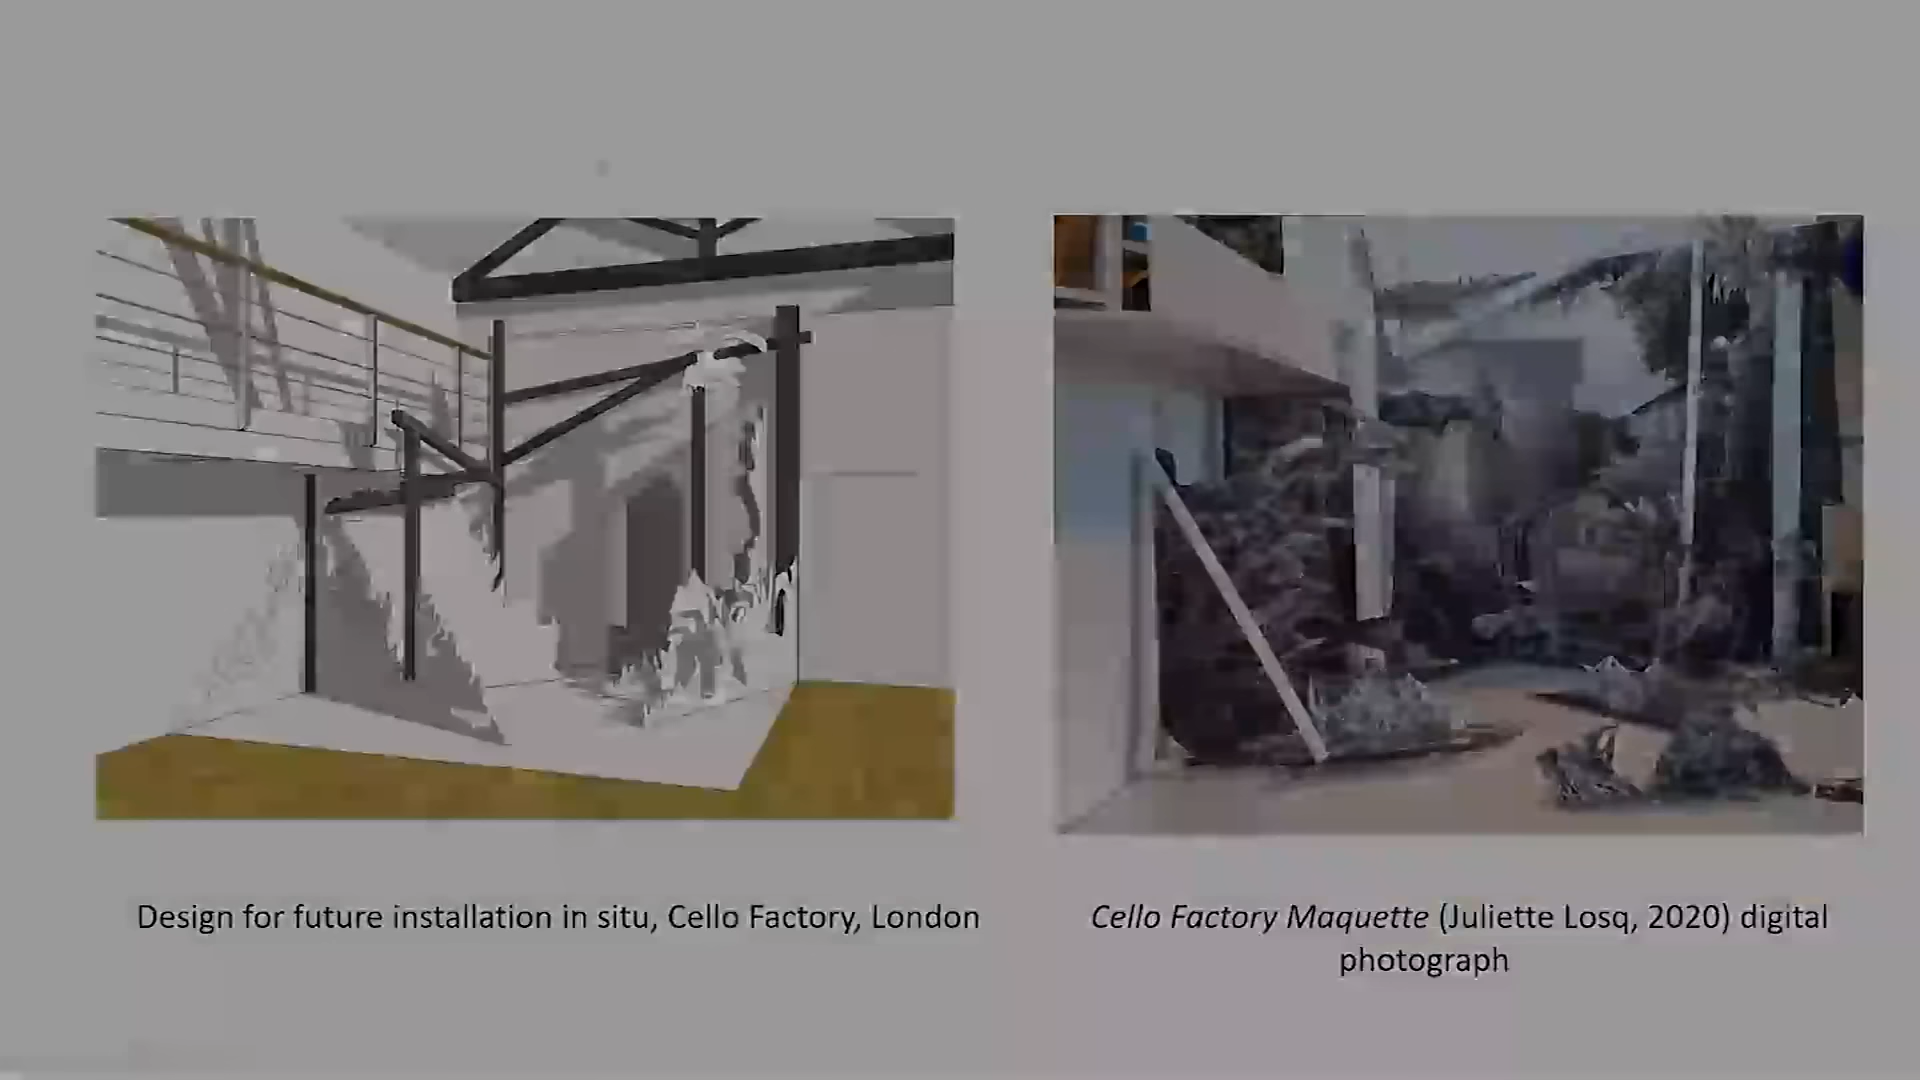 Design for future installation in situ, Cello Factory, London
Cello Factory Maquette (Juliette Losq, 2020) digital
photograph